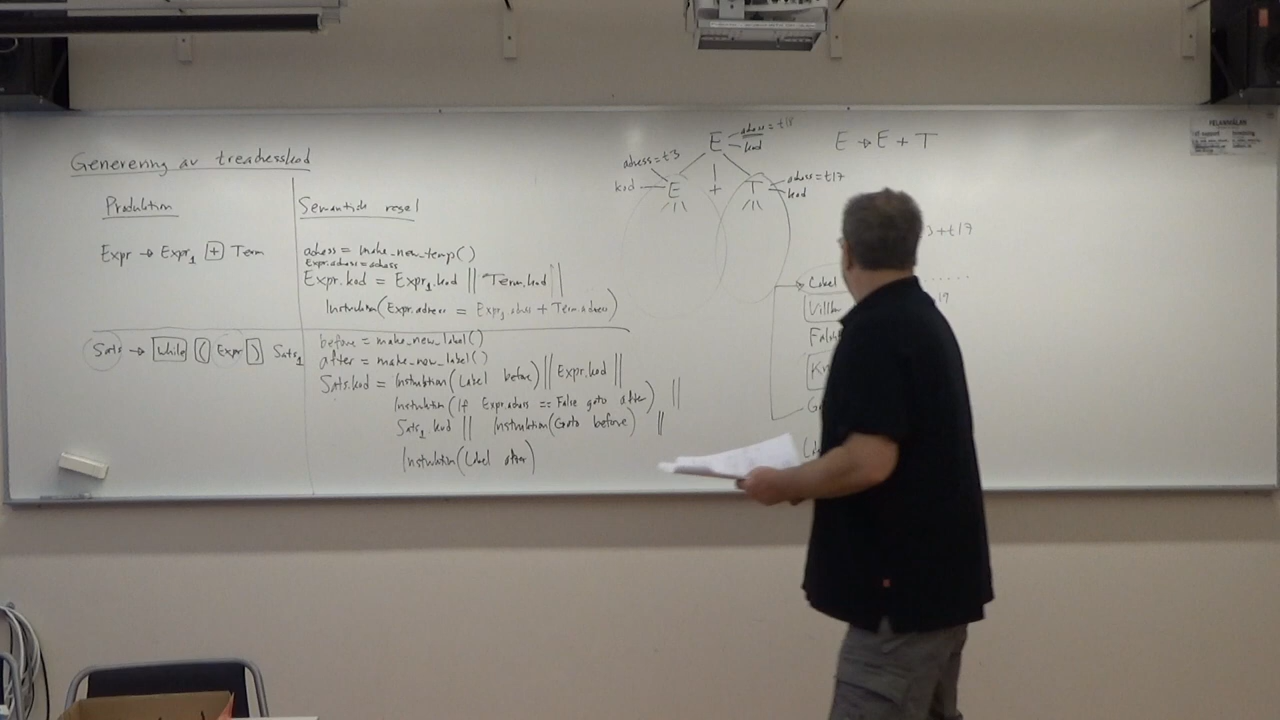 Generering av treadresskod
Produktion
Semantisk regel
Expr → Expr₁ + Term
adress = make_new_temp()
Expr.adress = adress
Expr.kod = Expr₁.kod || Term.kod ||
Instruktion(Expr.adress = Expr₁.adress + Term.adress)
Sats → While ( Expr ) Sats₁
before = make_new_label()
after = make_new_label()
Sats.kod = Instruktion(Label before) || Expr.kod ||
Instruktion(If Expr.adress == False goto after) ||
Sats₁.kod || Instruktion(Goto before) ||
Instruktion(Label after)
E
adress = t18
kod
adress = t3
kod
E
+
T
adress = t17
kod
E → E + T
3 + t17
Label
FELANMÄLAN